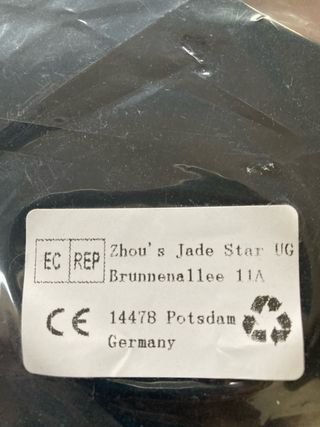 EC REP Zhou's Jade Star UG
Brunnenallee 11A
CE 14478 Potsdam
Germany